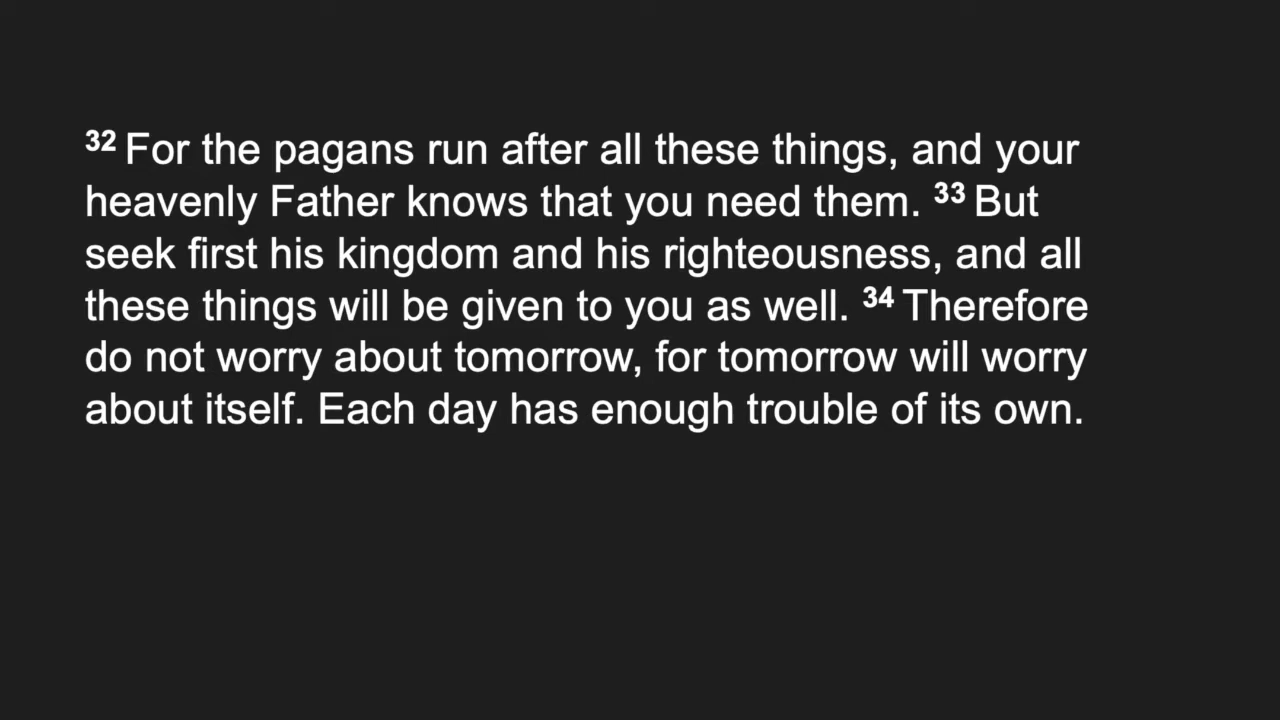 32 For the pagans run after all these things, and your
heavenly Father knows that you need them. 33 But
seek first his kingdom and his righteousness, and all
these things will be given to you as well. 34 Therefore
do not worry about tomorrow, for tomorrow will worry
about itself. Each day has enough trouble of its own.